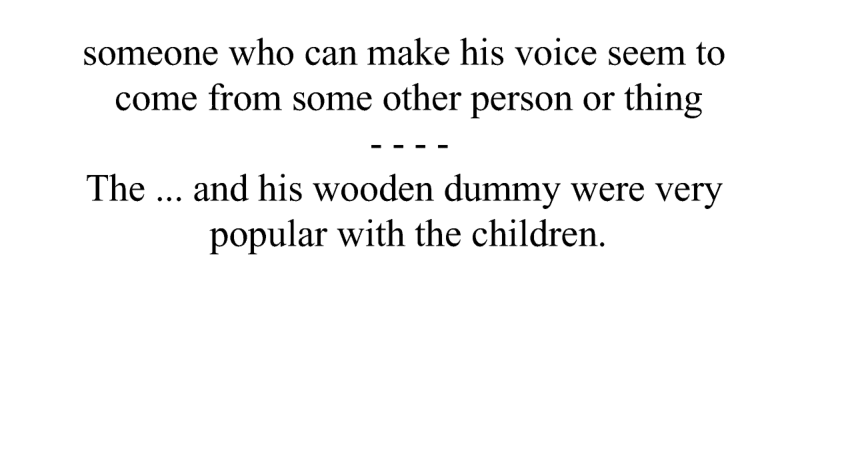 someone who can make his voice seem to
come from some other person or thing
- - - -
The ... and his wooden dummy were very
popular with the children.